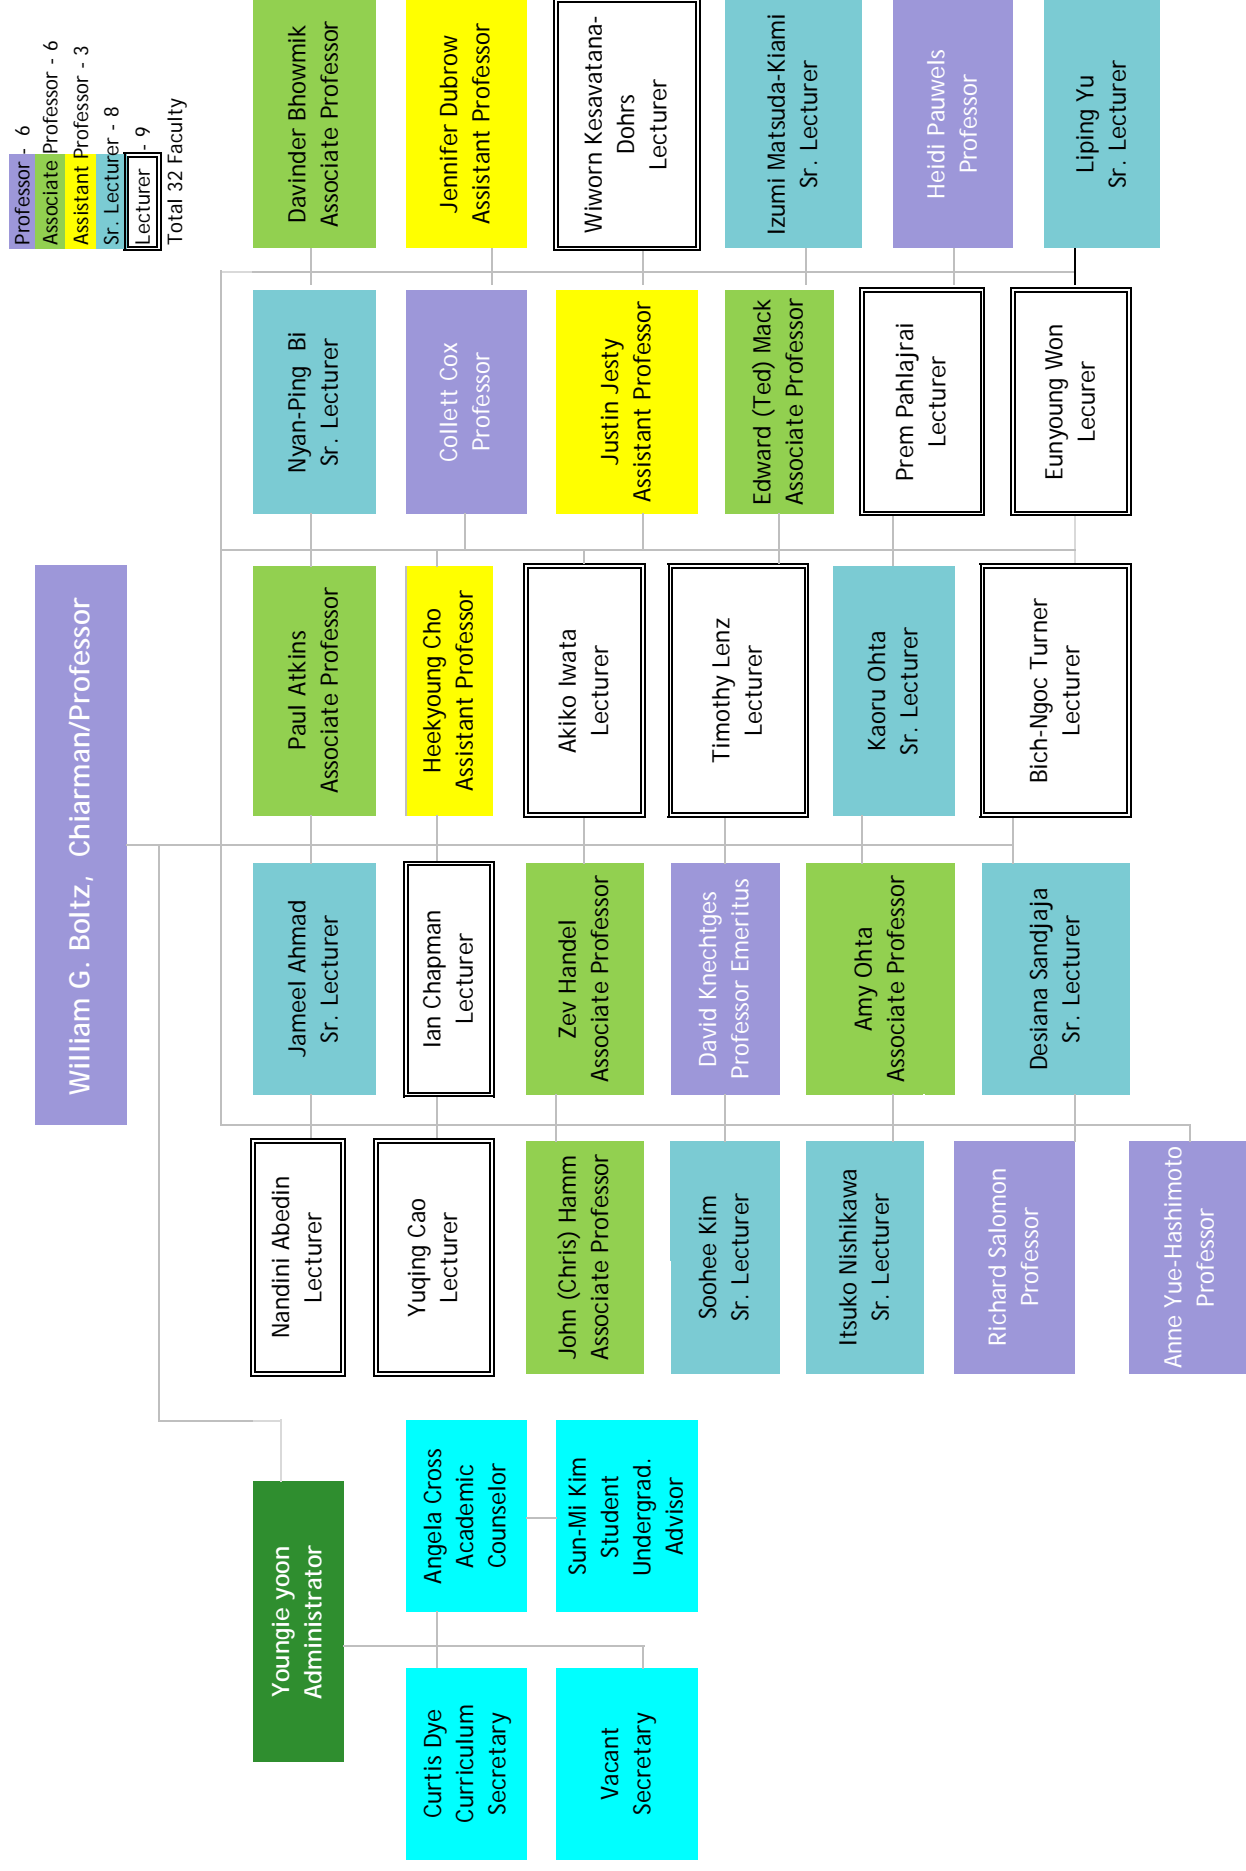 William G. Boltz, Chiarman/Professor
Professor - 6
Associate Professor - 6
Assistant Professor - 3
Sr. Lecturer - 8
Lecturer - 9
Total 32 Faculty
Youngie yoon
Administrator
Curtis Dye
Curriculum
Secretary
Angela Cross
Academic
Counselor
Vacant
Secretary
Sun-Mi Kim
Student
Undergrad.
Advisor
Nandini Abedin
Lecturer
Jameel Ahmad
Sr. Lecturer
Paul Atkins
Associate Professor
Nyan-Ping Bi
Sr. Lecturer
Davinder Bhowmik
Associate Professor
Yuqing Cao
Lecturer
Ian Chapman
Lecturer
Heekyoung Cho
Assistant Professor
Collett Cox
Professor
Jennifer Dubrow
Assistant Professor
John (Chris) Hamm
Associate Professor
Zev Handel
Associate Professor
Akiko Iwata
Lecturer
Justin Jesty
Assistant Professor
Wiworn Kesavatana-
Dohrs
Lecturer
Soohee Kim
Sr. Lecturer
David Knechtges
Professor Emeritus
Timothy Lenz
Lecturer
Edward (Ted) Mack
Associate Professor
Izumi Matsuda-Kiami
Sr. Lecturer
Itsuko Nishikawa
Sr. Lecturer
Amy Ohta
Associate Professor
Kaoru Ohta
Sr. Lecturer
Prem Pahlajrai
Lecturer
Heidi Pauwels
Professor
Richard Salomon
Professor
Desiana Sandjaja
Sr. Lecturer
Bich-Ngoc Turner
Lecturer
Eunyoung Won
Lecurer
Liping Yu
Sr. Lecturer
Anne Yue-Hashimoto
Professor